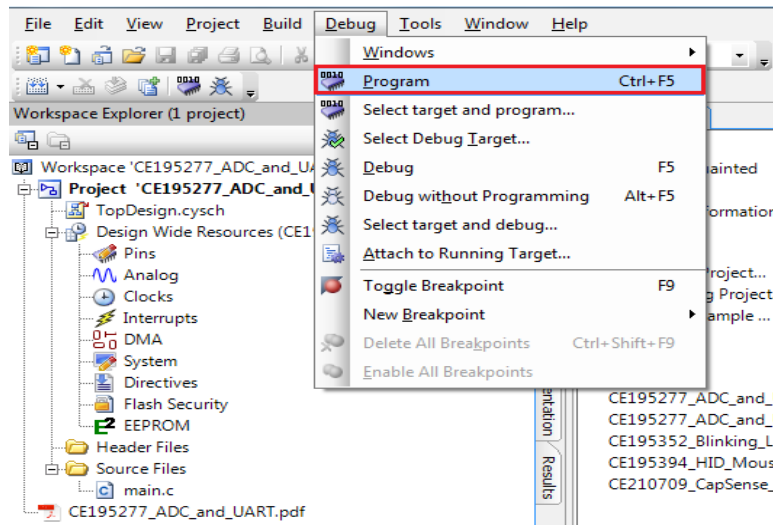 File Edit View Project Build Debug Tools Window Help
Workspace Explorer (1 project)
Workspace 'CE195277_ADC_and_UA
Project 'CE195277_ADC_and_U
TopDesign.cysch
Design Wide Resources (CE1
Pins
Analog
Clocks
Interrupts
DMA
System
Directives
Flash Security
EEPROM
Header Files
Source Files
main.c
CE195277_ADC_and_UART.pdf
Windows
Program Ctrl+F5
Select target and program...
Select Debug Target...
Debug F5
Debug without Programming Alt+F5
Select target and debug...
Attach to Running Target...
Toggle Breakpoint F9
New Breakpoint
Delete All Breakpoints Ctrl+Shift+F9
Enable All Breakpoints
ainted
ormation
roject...
g Project
ample ...
entation
Results
CE195277_ADC_and_
CE195277_ADC_and_
CE195352_Blinking_L
CE195394_HID_Mous
CE210709_CapSense_